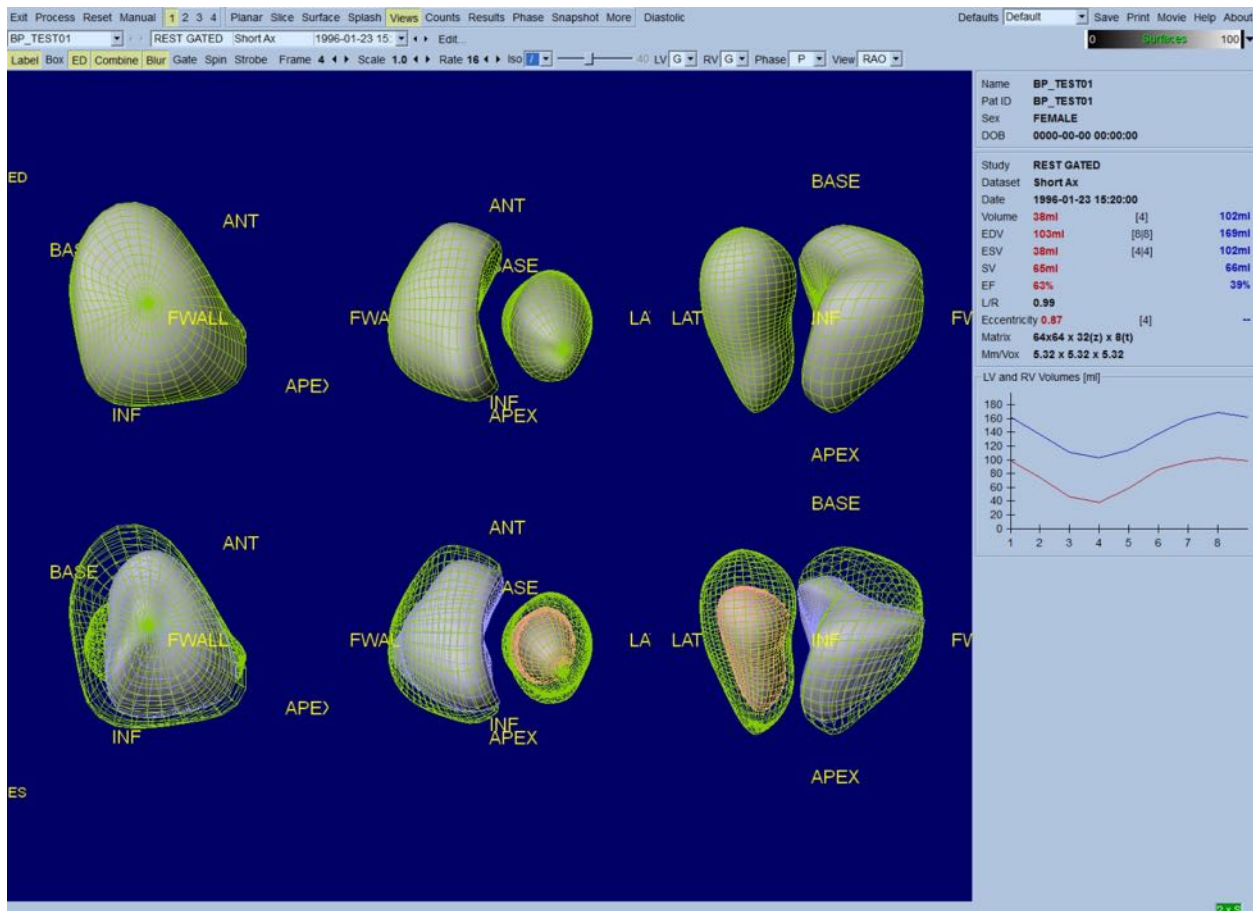 Exit Process Reset Manual 1 2 3 4 Planar Slice Surface Splash Views Counts Results Phase Snapshot More Diastolic Defaults Default Save Print Movie Help About
BP_TEST01 REST GATED Short Ax 1996-01-23 15: Edit...
0 Surfaces 100
Label Box ED Combine Blur Gate Spin Strobe Frame 4 Scale 1.0 Rate 16 Iso 40 LV G RV G Phase P View RAO
Name BP_TEST01
Pat ID BP_TEST01
Sex FEMALE
DOB 0000-00-00 00:00:00
Study REST GATED
Dataset Short Ax
Date 1996-01-23 15:20:00
Volume 38ml [4] 102ml
EDV 103ml [8|8] 169ml
ESV 38ml [4|4] 102ml
SV 65ml 66ml
EF 63% 39%
L/R 0.99
Eccentricity 0.87 [4] --
Matrix 64x64 x 32(z) x 8(t)
Mm/Vox 5.32 x 5.32 x 5.32
LV and RV Volumes [ml]
180
160
140
120
100
80
60
40
20
0
1 2 3 4 5 6 7 8
ED
BASE
ANT ANT
BASE
FWALL FWA LA LAT INF FW
APEX
INF INF
APEX
APEX
BASE
ANT ANT
BASE BASE
FWALL FWAL LA LAT INF FW
APEX
INF INF
APEX
APEX
ES
2 x S